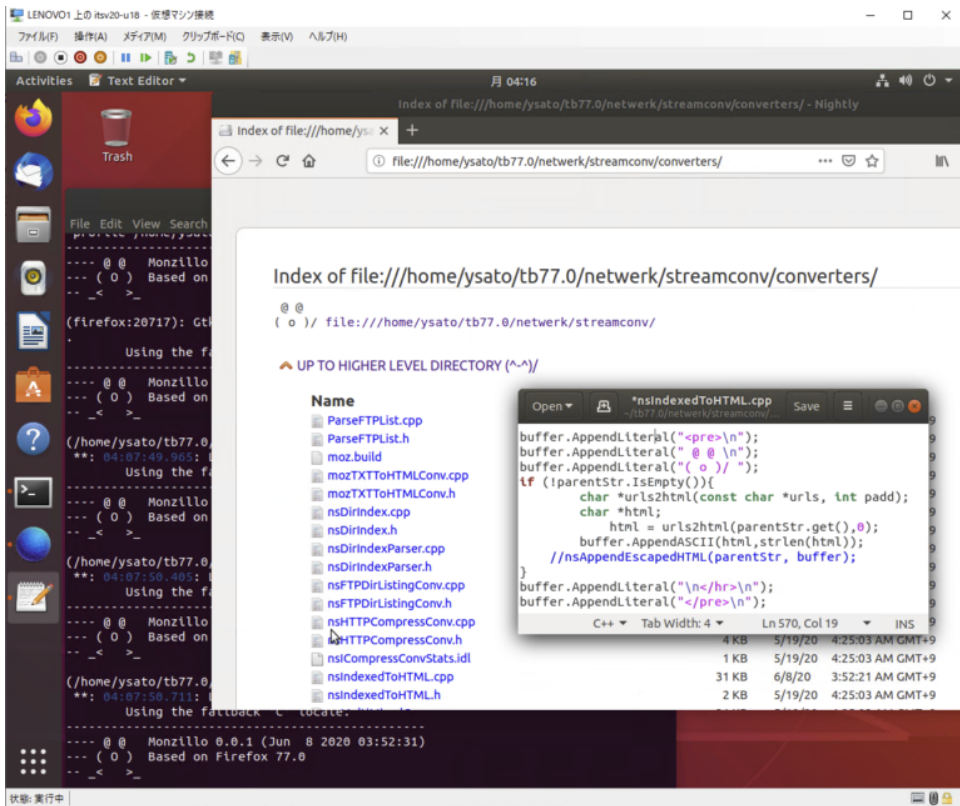 LENOVO1 上の itsv20-u18 - 仮想マシン接続
ファイル(F) 操作(A) メディア(M) クリップボード(C) 表示(V) ヘルプ(H)
Activities Text Editor 月 04:16
Index of file:///home/ysato/tb77.0/netwerk/streamconv/converters/ - Nightly
Index of file:///home/ysa
Trash
file:///home/ysato/tb77.0/netwerk/streamconv/converters/
File Edit View Search
---- @ @ Monzillo
--- ( O ) Based on
-- _< >_
(firefox:20717): Gtk
.
Using the fa
---- @ @ Monzillo
--- ( O ) Based on
-- _< >_
(/home/ysato/tb77.0/
**: 04:07:49.965:
Using the fa
---- @ @ Monzillo
--- ( O ) Based on
-- _< >_
(/home/ysato/tb77.0/
**: 04:07:50.405:
Using the fa
---- @ @ Monzillo
--- ( O ) Based on
-- _< >_
(/home/ysato/tb77.0/
**: 04:07:50.711:
Using the fallback 'C' locale.
---- @ @ Monzillo 0.0.1 (Jun 8 2020 03:52:31)
--- ( O ) Based on Firefox 77.0
-- _< >_
Index of file:///home/ysato/tb77.0/netwerk/streamconv/converters/
@ @
( o )/ file:///home/ysato/tb77.0/netwerk/streamconv/
UP TO HIGHER LEVEL DIRECTORY (^-^)/
Name
ParseFTPList.cpp
ParseFTPList.h
moz.build
mozTXTToHTMLConv.cpp
mozTXTToHTMLConv.h
nsDirIndex.cpp
nsDirIndex.h
nsDirIndexParser.cpp
nsDirIndexParser.h
nsFTPDirListingConv.cpp
nsFTPDirListingConv.h
nsHTTPCompressConv.cpp
nsHTTPCompressConv.h 4 KB 5/19/20 4:25:03 AM GMT+9
nsICompressConvStats.idl 1 KB 5/19/20 4:25:03 AM GMT+9
nsIndexedToHTML.cpp 31 KB 6/8/20 3:52:21 AM GMT+9
nsIndexedToHTML.h 2 KB 5/19/20 4:25:03 AM GMT+9
Open *nsIndexedToHTML.cpp Save
~/tb77.0/netwerk/streamconv/...
buffer.AppendLiteral("<pre>\n");
buffer.AppendLiteral(" @ @ \n");
buffer.AppendLiteral("( o )/ ");
if (!parentStr.IsEmpty()){
char *urls2html(const char *urls, int padd);
char *html;
html = urls2html(parentStr.get(),0);
buffer.AppendASCII(html,strlen(html));
//nsAppendEscapedHTML(parentStr, buffer);
}
buffer.AppendLiteral("\n</hr>\n");
buffer.AppendLiteral("</pre>\n");
C++ Tab Width: 4 Ln 570, Col 19 INS
状態: 実行中